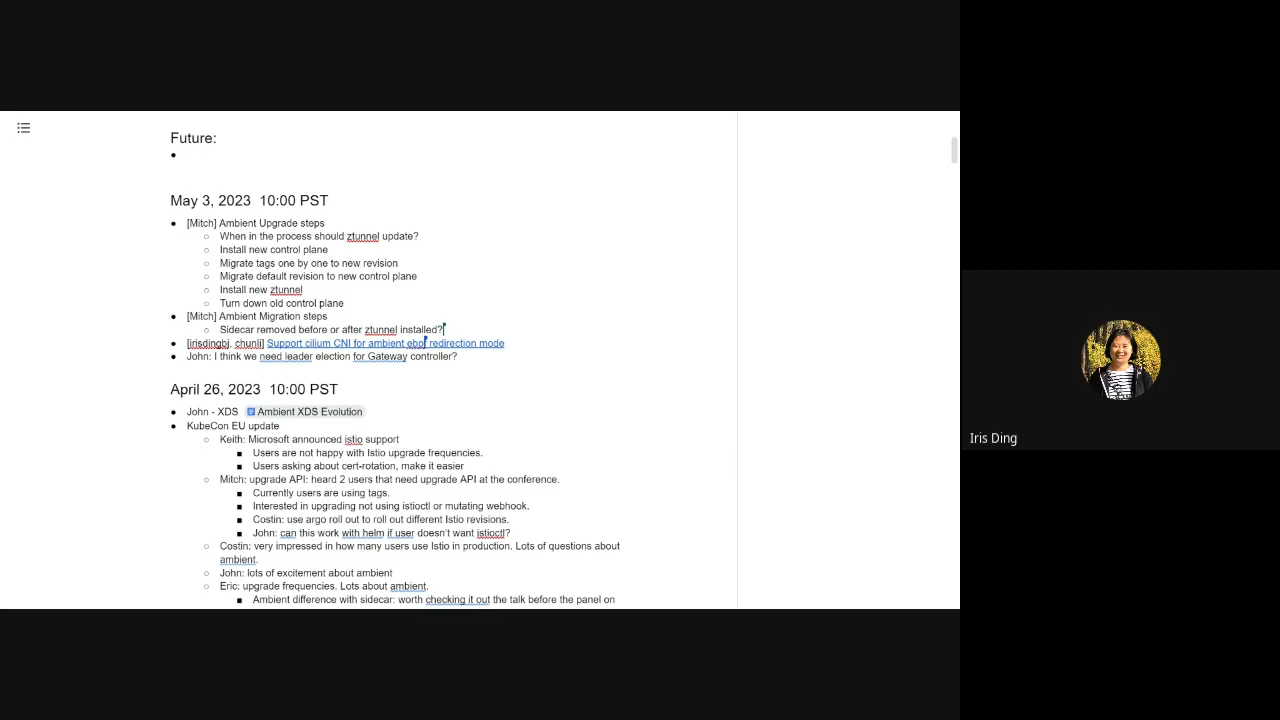 Future:
May 3, 2023  10:00 PST
[Mitch] Ambient Upgrade steps
When in the process should ztunnel update?
Install new control plane
Migrate tags one by one to new revision
Migrate default revision to new control plane
Install new ztunnel
Turn down old control plane
[Mitch] Ambient Migration steps
Sidecar removed before or after ztunnel installed?
[irisdingbj, chunli] Support cilium CNI for ambient ebpf redirection mode
John: I think we need leader election for Gateway controller?
April 26, 2023  10:00 PST
John - XDS  Ambient XDS Evolution
KubeCon EU update
Keith: Microsoft announced istio support
Users are not happy with Istio upgrade frequencies.
Users asking about cert-rotation, make it easier
Mitch: upgrade API: heard 2 users that need upgrade API at the conference.
Currently users are using tags.
Interested in upgrading not using istioctl or mutating webhook.
Costin: use argo roll out to roll out different Istio revisions.
John: can this work with helm if user doesn't want istioctl?
Costin: very impressed in how many users use Istio in production. Lots of questions about
ambient.
John: lots of excitement about ambient
Eric: upgrade frequencies. Lots about ambient.
Ambient difference with sidecar: worth checking it out the talk before the panel on
Iris Ding